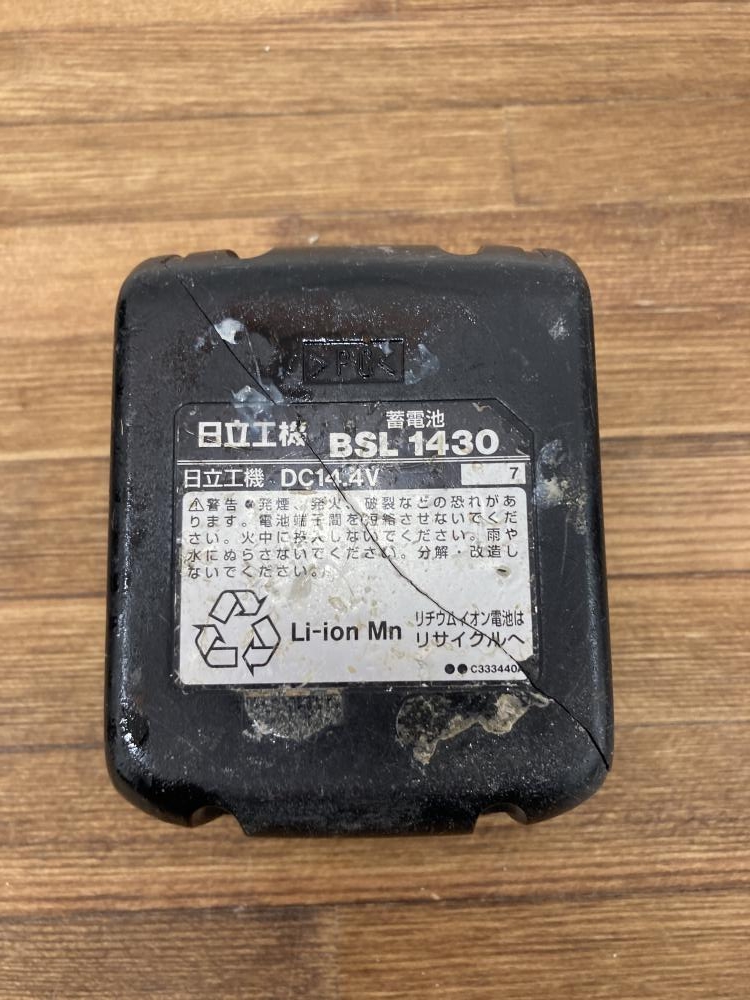 >PC<
日立工機 蓄電池 BSL 1430
日立工機 DC14.4V 7
⚠警告 ●発煙、発火、破裂などの恐れがあ
ります。電池端子間を短絡させないでくだ
さい。火中に投入しないでください。雨や
水にぬらさないでください。分解・改造し
ないでください。
Li-ion Mn リチウムイオン電池は
リサイクルへ
●●C333440